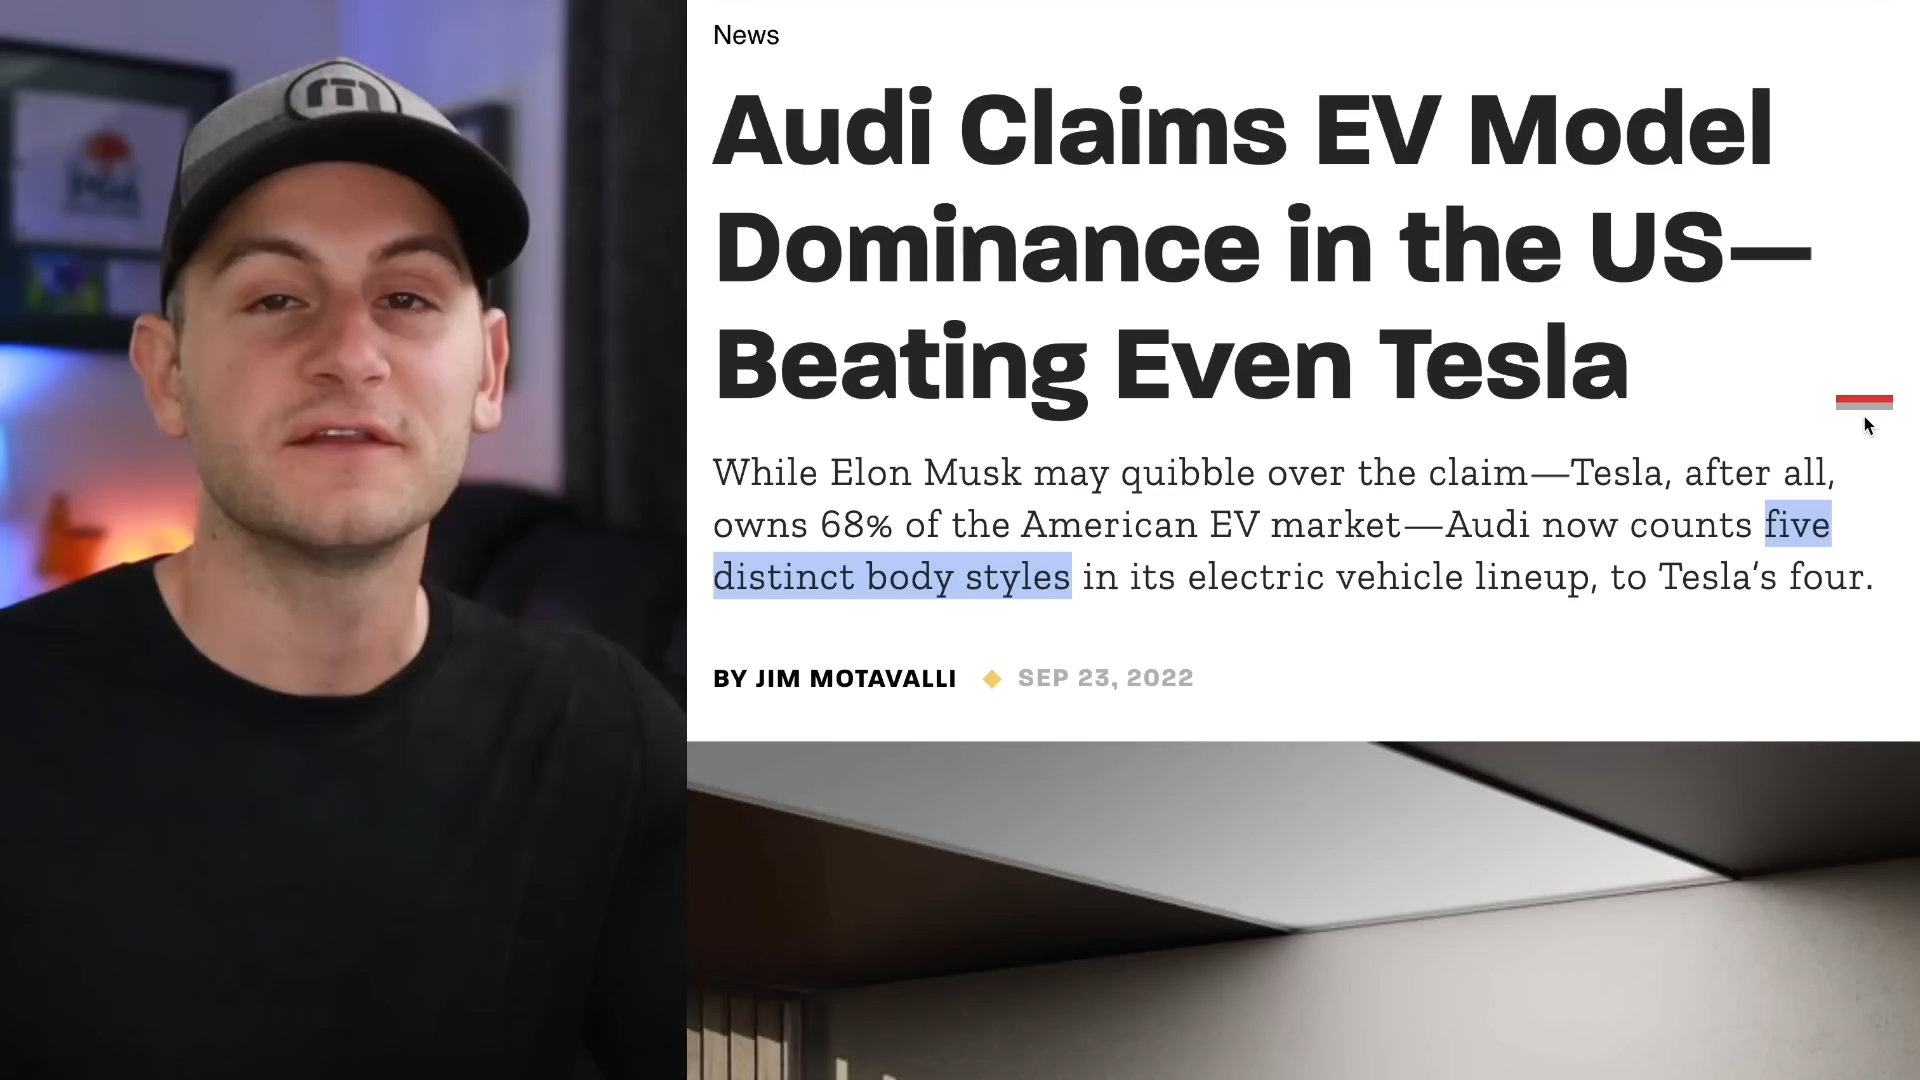 News
Audi Claims EV Model
Dominance in the US—
Beating Even Tesla
While Elon Musk may quibble over the claim—Tesla, after all,
owns 68% of the American EV market—Audi now counts five
distinct body styles in its electric vehicle lineup, to Tesla’s four.
BY JIM MOTAVALLI ◆ SEP 23, 2022